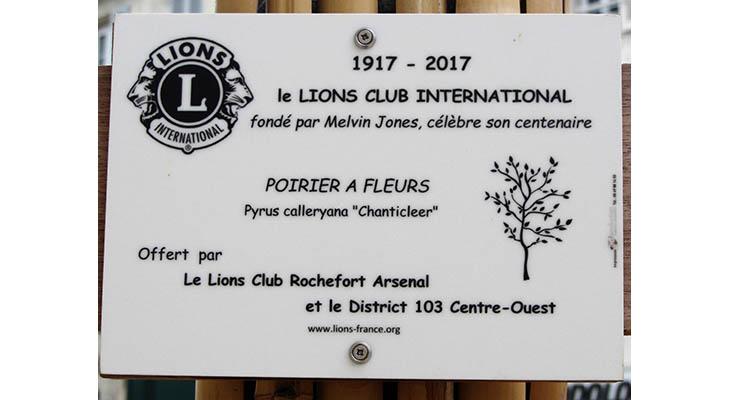 LIONS
L
INTERNATIONAL
®
1917 - 2017
le LIONS CLUB INTERNATIONAL
fondé par Melvin Jones, célèbre son centenaire
POIRIER A FLEURS
Pyrus calleryana "Chanticleer"
Offert par
Le Lions Club Rochefort Arsenal
et le District 103 Centre-Ouest
www.lions-france.org